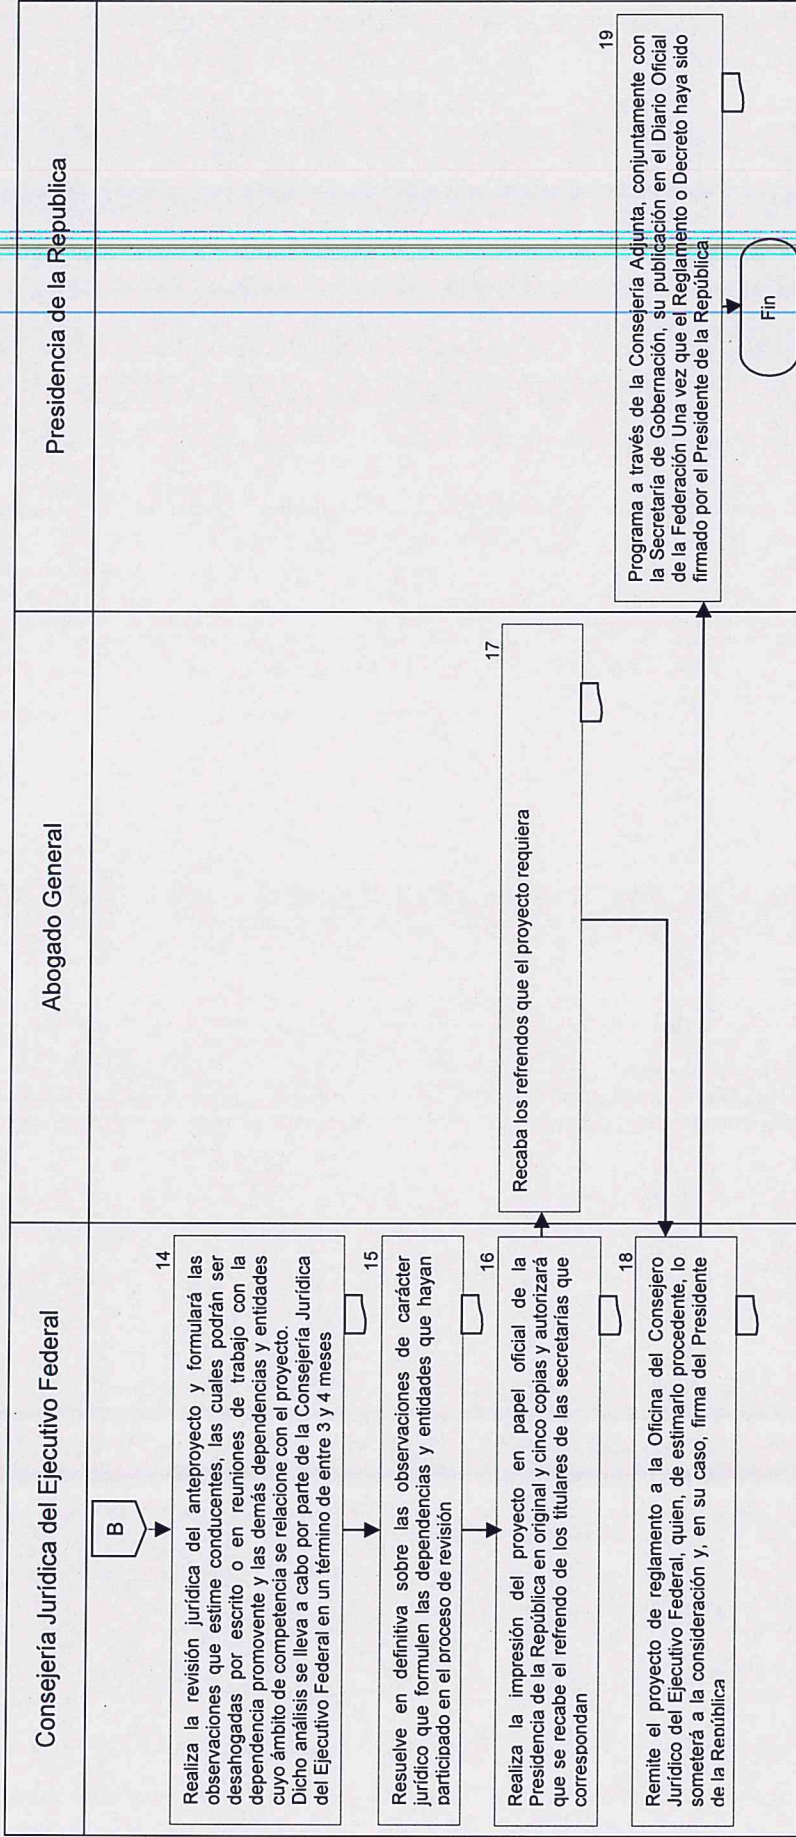 Consejería Jurídica del Ejecutivo Federal
Abogado General
Presidencia de la Republica
B
14
Realiza la revisión jurídica del anteproyecto y formulará las
observaciones que estime conducentes, las cuales podrán ser
desahogadas por escrito o en reuniones de trabajo con la
dependencia promovente y las demás dependencias y entidades
cuyo ámbito de competencia se relacione con el proyecto.
Dicho análisis se lleva a cabo por parte de la Consejería Jurídica
del Ejecutivo Federal en un término de entre 3 y 4 meses
15
Resuelve en definitiva sobre las observaciones de carácter
jurídico que formulen las dependencias y entidades que hayan
participado en el proceso de revisión
16
Realiza la impresión del proyecto en papel oficial de la
Presidencia de la República en original y cinco copias y autorizará
que se recabe el refrendo de los titulares de las secretarías que
correspondan
17
Recaba los refrendos que el proyecto requiera
18
Remite el proyecto de reglamento a la Oficina del Consejero
Jurídico del Ejecutivo Federal, quien, de estimarlo procedente, lo
someterá a la consideración y, en su caso, firma del Presidente
de la República
19
Programa a través de la Consejería Adjunta, conjuntamente con
la Secretaría de Gobernación, su publicación en el Diario Oficial
de la Federación Una vez que el Reglamento o Decreto haya sido
firmado por el Presidente de la República.
Fin